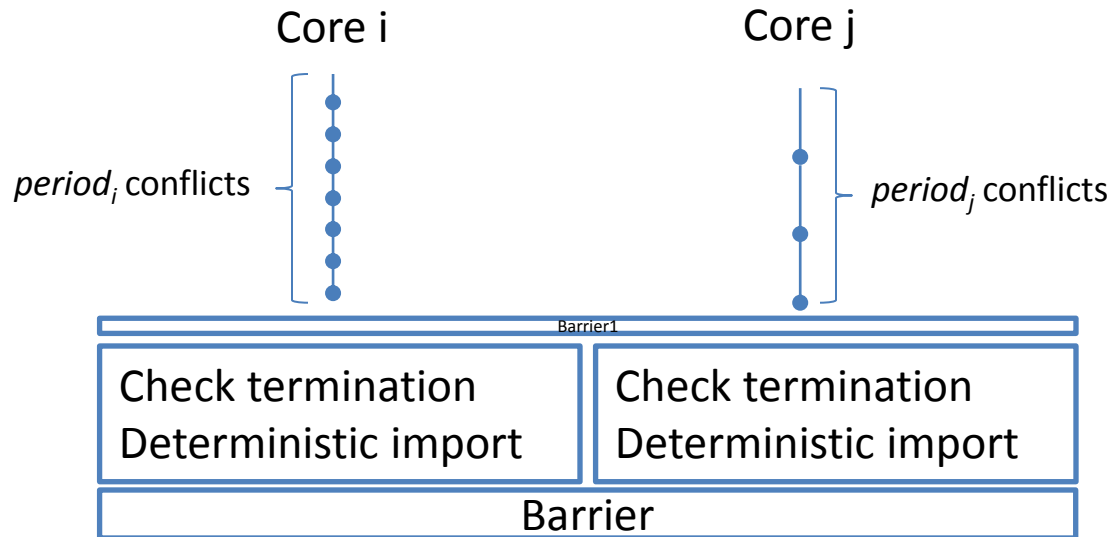 Core i
Core j
period_i conflicts
period_j conflicts
Barrier1
Check termination
Deterministic import
Check termination
Deterministic import
Barrier